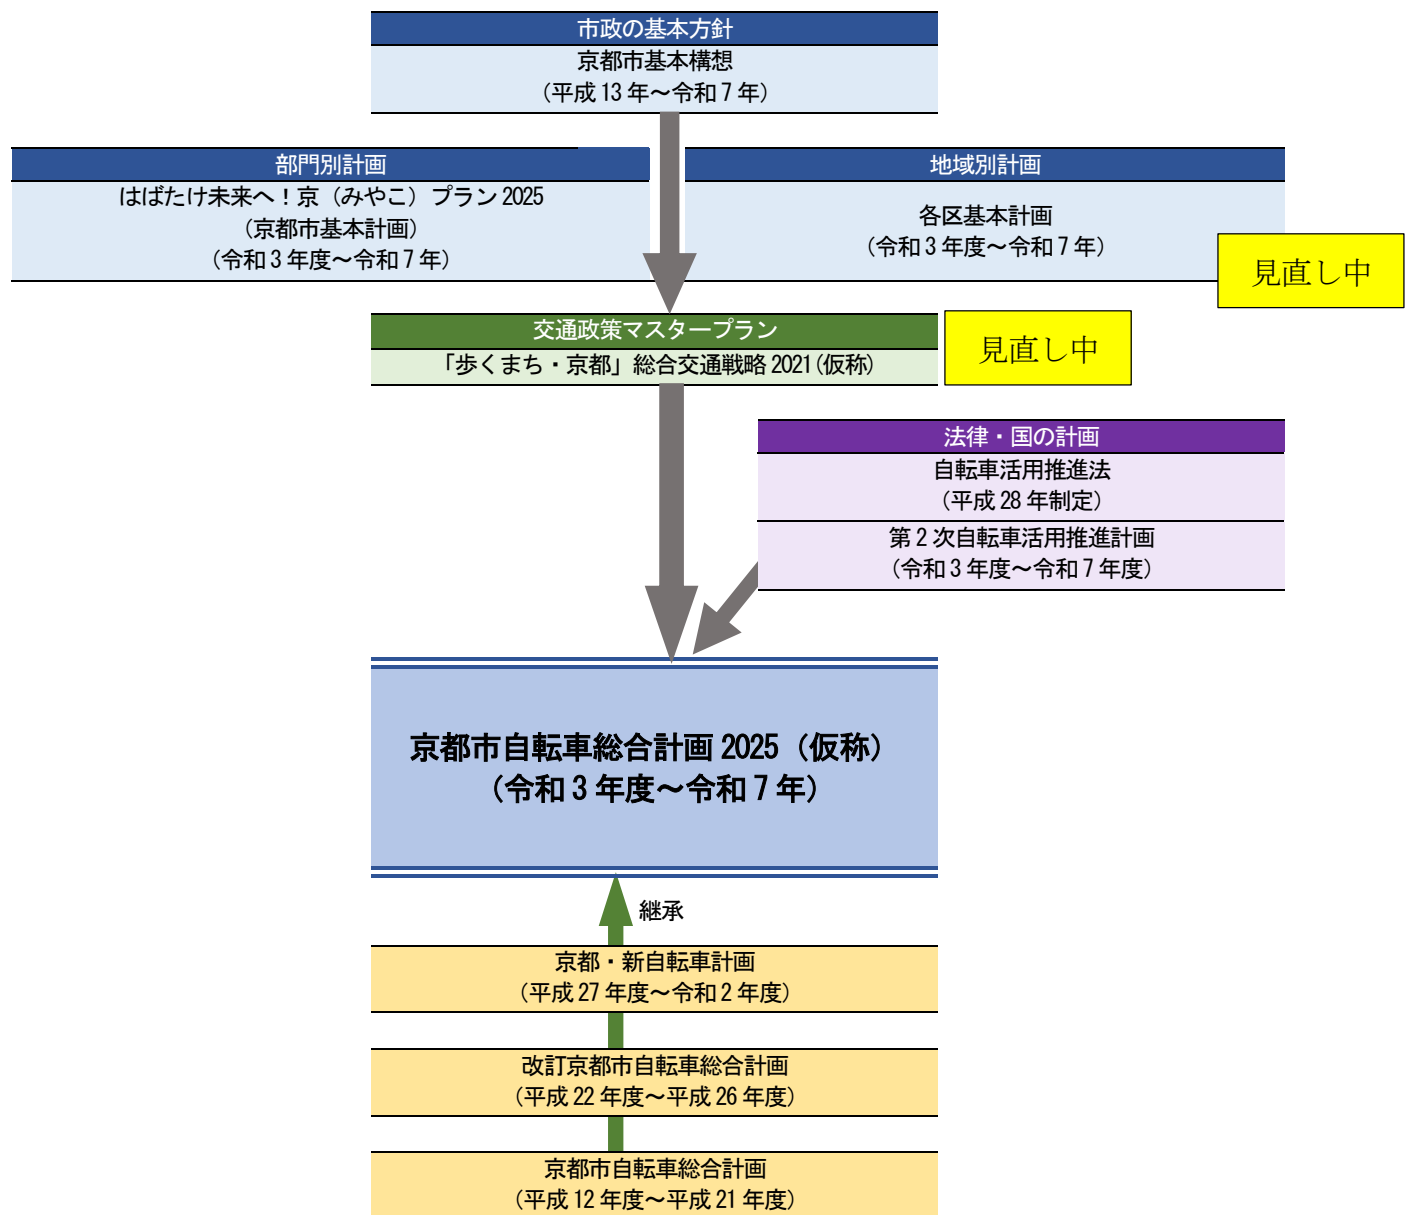 市政の基本方針
京都市基本構想
（平成 13 年～令和 7 年）
部門別計画
はばたけ未来へ！京（みやこ）プラン 2025
（京都市基本計画）
（令和 3 年度～令和 7 年）
地域別計画
各区基本計画
（令和 3 年度～令和 7 年）
見直し中
交通政策マスタープラン
「歩くまち・京都」総合交通戦略 2021(仮称)
見直し中
法律・国の計画
自転車活用推進法
（平成 28 年制定）
第 2 次自転車活用推進計画
（令和 3 年度～令和 7 年度）
京都市自転車総合計画 2025（仮称）
（令和 3 年度～令和 7 年）
継承
京都・新自転車計画
（平成 27 年度～令和 2 年度）
改訂京都市自転車総合計画
（平成 22 年度～平成 26 年度）
京都市自転車総合計画
（平成 12 年度～平成 21 年度）